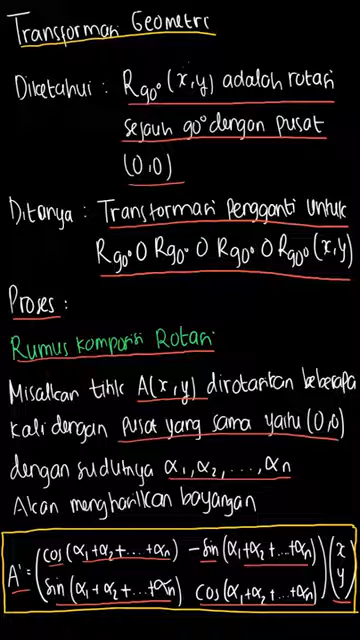 Transformasi Geometri
Diketahui : R90°(x,y) adalah rotasi
sejauh 90° dengan pusat
(0,0)
Ditanya : Transformasi Pengganti untuk
R90° O R90° O R90° O R90°(x,y)
Proses :
Rumus Komposisi Rotasi
Misalkan titik A(x,y) dirotasikan beberapa
kali dengan pusat yang sama yaitu (0,0)
dengan sudutnya α1, α2, ..., αn
Akan menghasilkan bayangan
A' = (cos(α1+α2+...+αn) -sin(α1+α2+...+αn)) (x
sin(α1+α2+...+αn) cos(α1+α2+...+αn)) y)